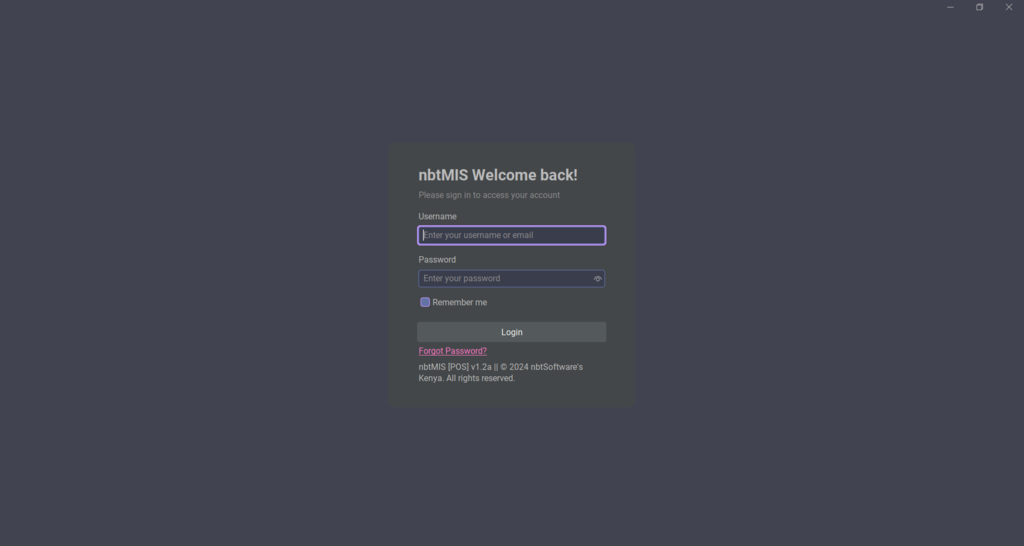 nbtMIS Welcome back!
Please sign in to access your account
Username
Enter your username or email
Password
Enter your password
Remember me
Login
Forgot Password?
nbtMIS [POS] v1.2a || © 2024 nbtSoftware's
Kenya. All rights reserved.